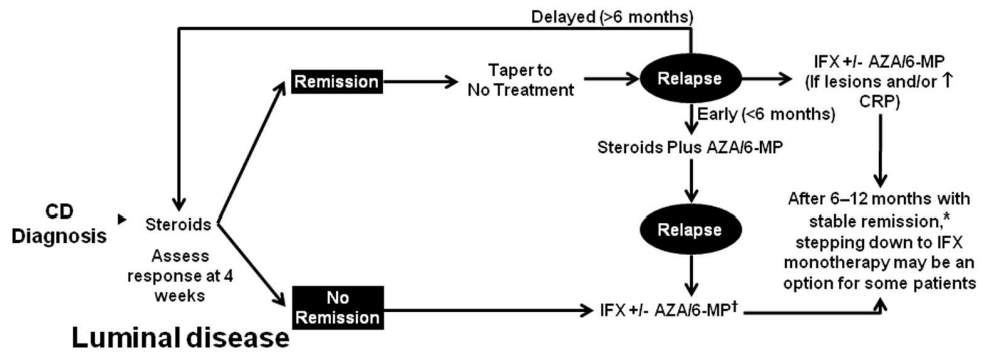 Delayed (>6 months)
Remission
Taper to
No Treatment
Relapse
IFX +/- AZA/6-MP
(If lesions and/or ↑
CRP)
Early (<6 months)
Steroids Plus AZA/6-MP
CD
Diagnosis
Steroids
Assess
response at 4
weeks
Relapse
After 6–12 months with
stable remission,*
stepping down to IFX
monotherapy may be an
option for some patients
No
Remission
IFX +/- AZA/6-MP†
Luminal disease